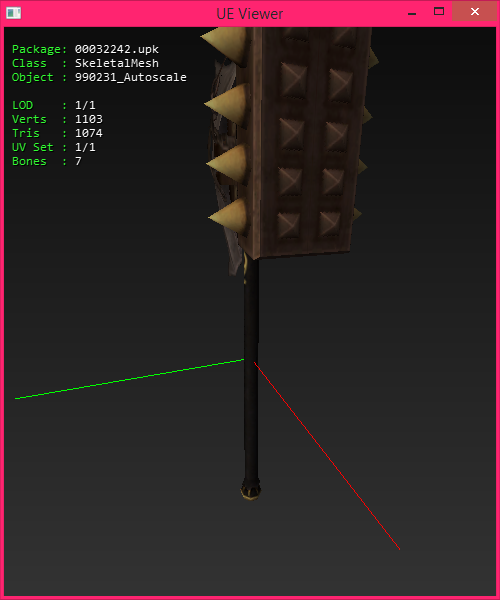 UE Viewer
Package: 00032242.upk
Class : SkeletalMesh
Object : 990231_Autoscale
LOD : 1/1
Verts : 1103
Tris : 1074
UV Set : 1/1
Bones : 7